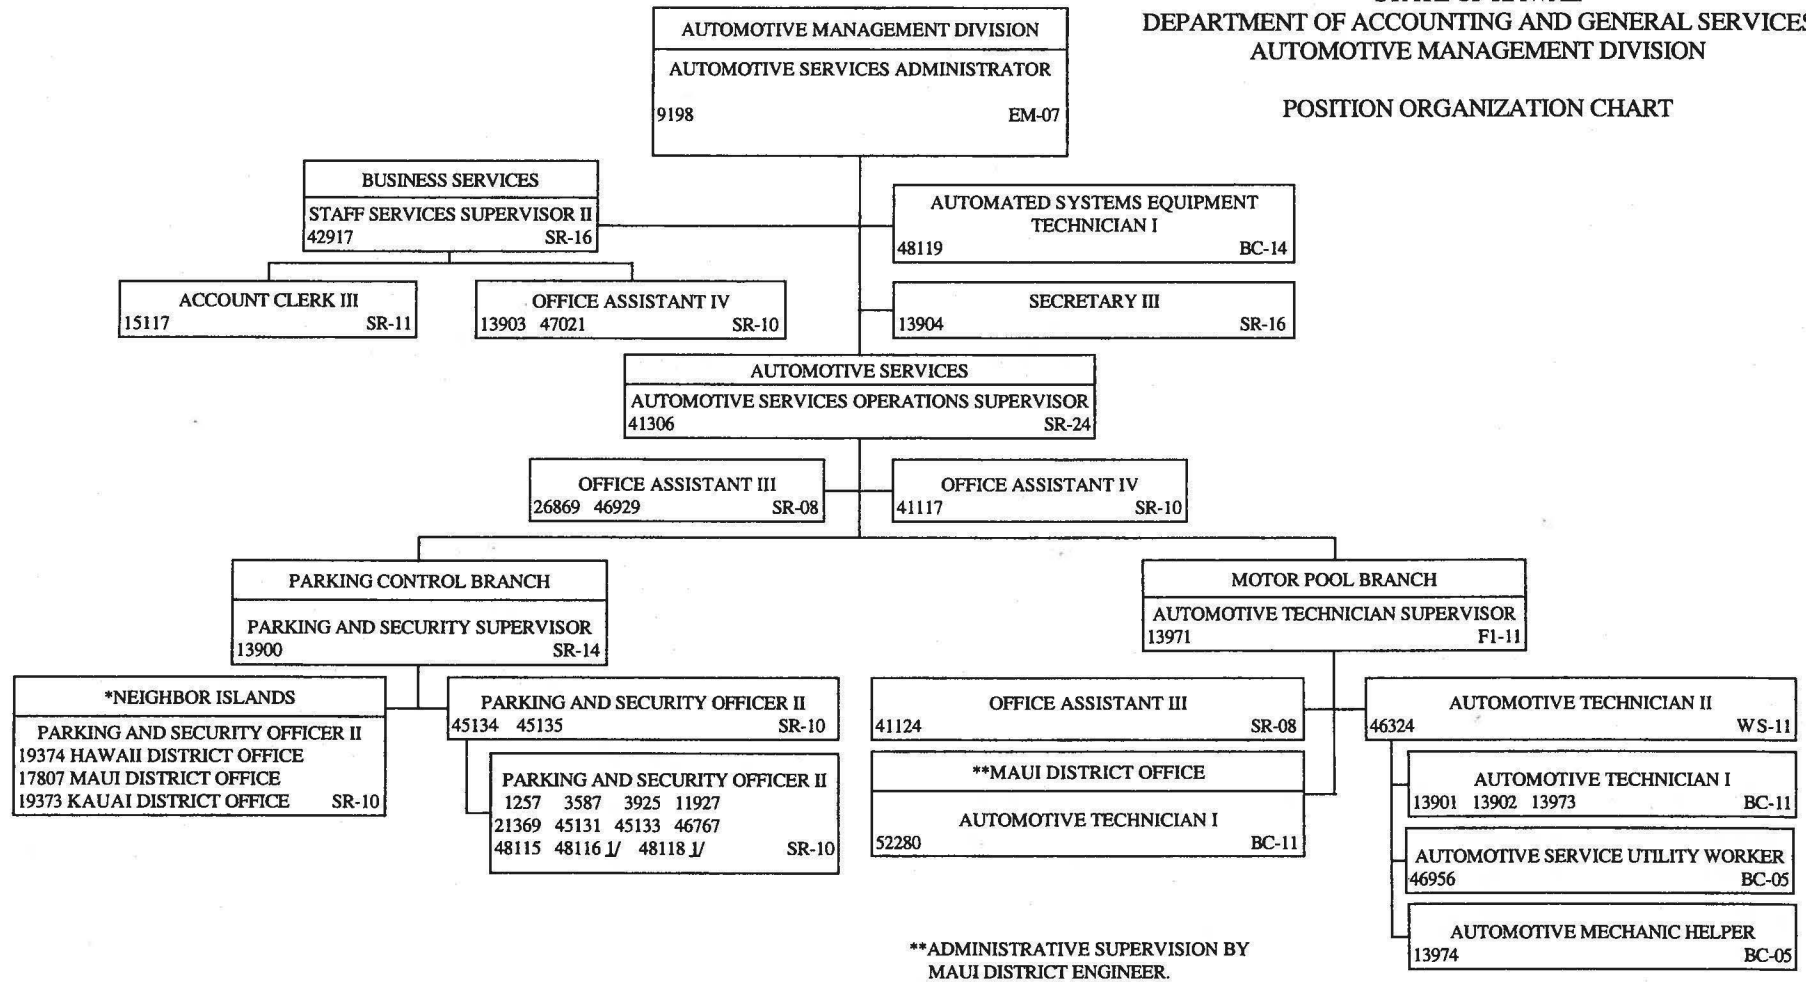 DEPARTMENT OF ACCOUNTING AND GENERAL SERVICES
AUTOMOTIVE MANAGEMENT DIVISION
POSITION ORGANIZATION CHART
AUTOMOTIVE MANAGEMENT DIVISION
AUTOMOTIVE SERVICES ADMINISTRATOR
9198 EM-07
BUSINESS SERVICES
STAFF SERVICES SUPERVISOR II
42917 SR-16
AUTOMATED SYSTEMS EQUIPMENT
TECHNICIAN I
48119 BC-14
ACCOUNT CLERK III
15117 SR-11
OFFICE ASSISTANT IV
13903 47021 SR-10
SECRETARY III
13904 SR-16
AUTOMOTIVE SERVICES
AUTOMOTIVE SERVICES OPERATIONS SUPERVISOR
41306 SR-24
OFFICE ASSISTANT III
26869 46929 SR-08
OFFICE ASSISTANT IV
41117 SR-10
PARKING CONTROL BRANCH
PARKING AND SECURITY SUPERVISOR
13900 SR-14
MOTOR POOL BRANCH
AUTOMOTIVE TECHNICIAN SUPERVISOR
13971 F1-11
*NEIGHBOR ISLANDS
PARKING AND SECURITY OFFICER II
19374 HAWAII DISTRICT OFFICE
17807 MAUI DISTRICT OFFICE
19373 KAUAI DISTRICT OFFICE SR-10
PARKING AND SECURITY OFFICER II
45134 45135 SR-10
PARKING AND SECURITY OFFICER II
1257 3587 3925 11927
21369 45131 45133 46767
48115 48116 1/ 48118 1/ SR-10
OFFICE ASSISTANT III
41124 SR-08
**MAUI DISTRICT OFFICE
AUTOMOTIVE TECHNICIAN I
52280 BC-11
AUTOMOTIVE TECHNICIAN II
46324 WS-11
AUTOMOTIVE TECHNICIAN I
13901 13902 13973 BC-11
AUTOMOTIVE SERVICE UTILITY WORKER
46956 BC-05
AUTOMOTIVE MECHANIC HELPER
13974 BC-05
**ADMINISTRATIVE SUPERVISION BY
MAUI DISTRICT ENGINEER.